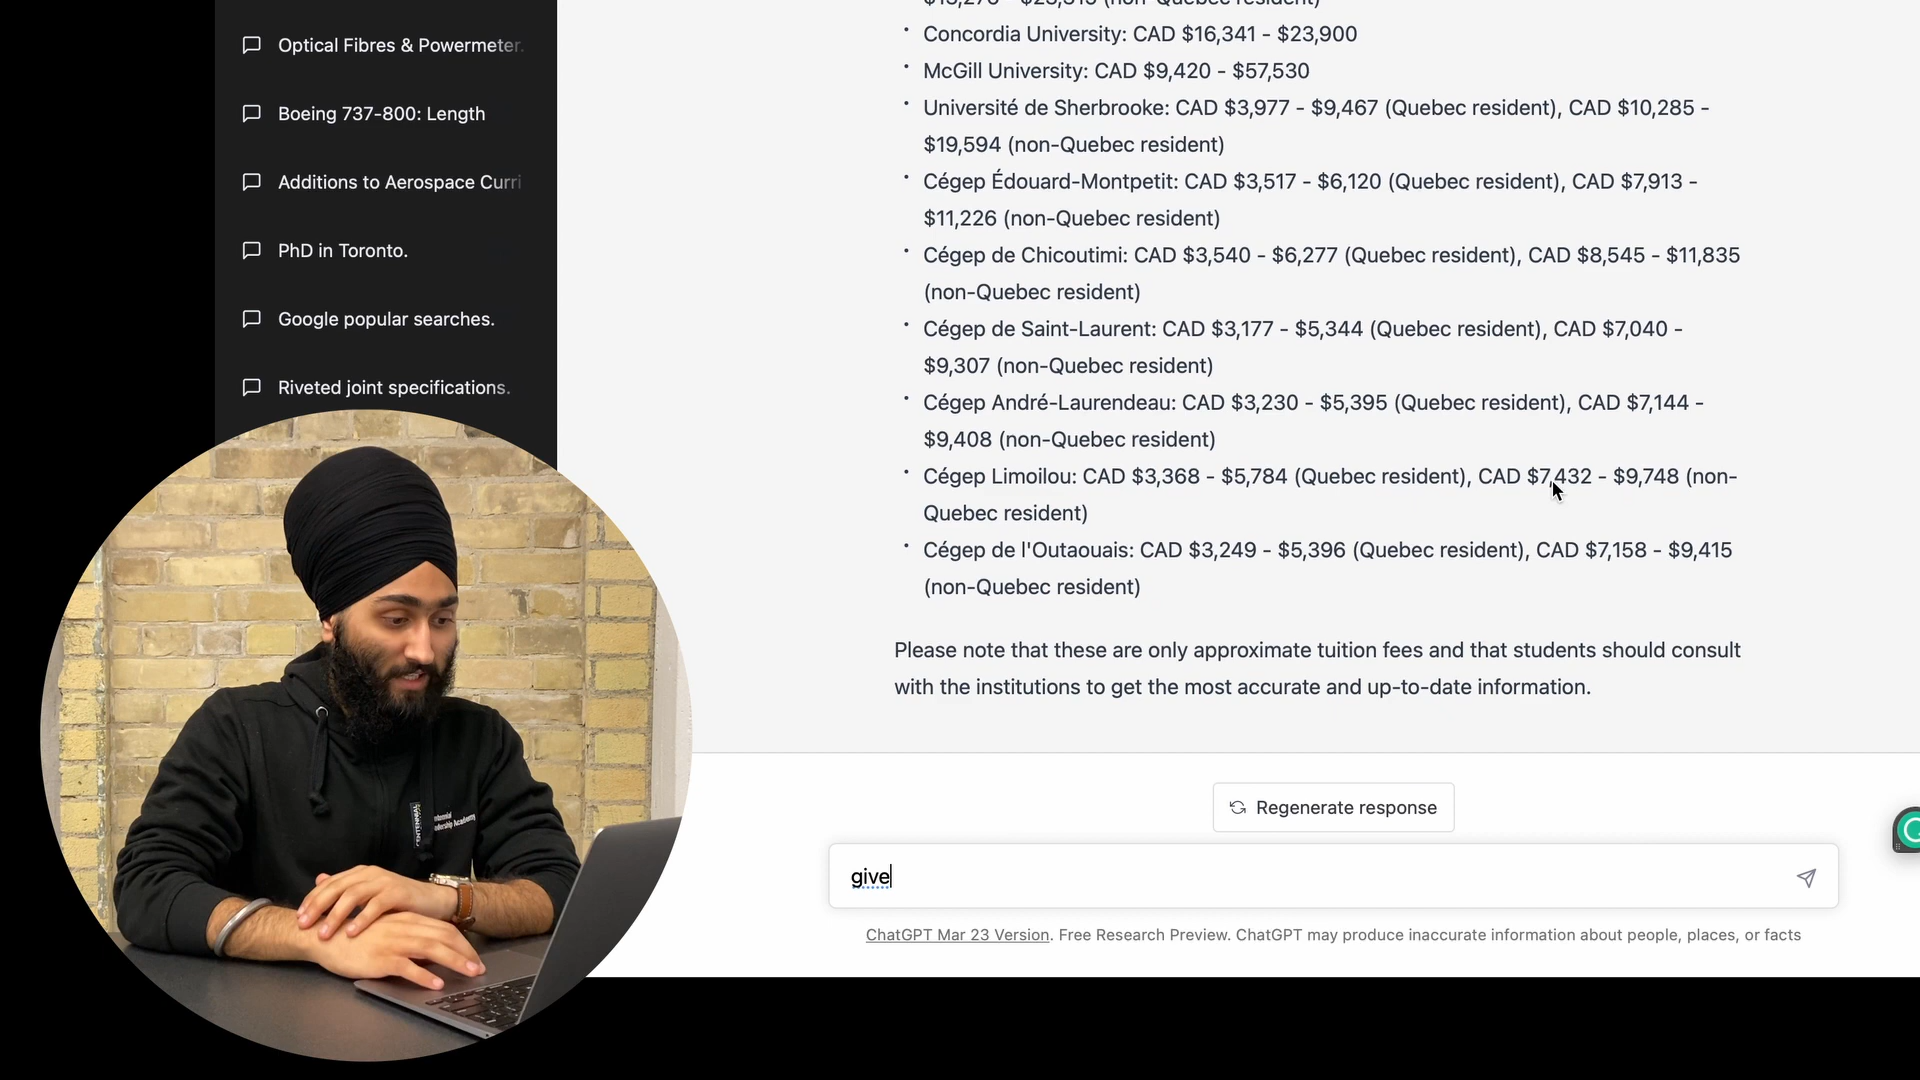 Optical Fibres & Powermeter.
Boeing 737-800: Length
Additions to Aerospace Curri
PhD in Toronto.
Google popular searches.
Riveted joint specifications.
(non-Quebec resident)
Concordia University: CAD $16,341 - $23,900
McGill University: CAD $9,420 - $57,530
Université de Sherbrooke: CAD $3,977 - $9,467 (Quebec resident), CAD $10,285 -
$19,594 (non-Quebec resident)
Cégep Édouard-Montpetit: CAD $3,517 - $6,120 (Quebec resident), CAD $7,913 -
$11,226 (non-Quebec resident)
Cégep de Chicoutimi: CAD $3,540 - $6,277 (Quebec resident), CAD $8,545 - $11,835
(non-Quebec resident)
Cégep de Saint-Laurent: CAD $3,177 - $5,344 (Quebec resident), CAD $7,040 -
$9,307 (non-Quebec resident)
Cégep André-Laurendeau: CAD $3,230 - $5,395 (Quebec resident), CAD $7,144 -
$9,408 (non-Quebec resident)
Cégep Limoilou: CAD $3,368 - $5,784 (Quebec resident), CAD $7,432 - $9,748 (non-
Quebec resident)
Cégep de l'Outaouais: CAD $3,249 - $5,396 (Quebec resident), CAD $7,158 - $9,415
(non-Quebec resident)
Please note that these are only approximate tuition fees and that students should consult
with the institutions to get the most accurate and up-to-date information.
Regenerate response
give
ChatGPT Mar 23 Version. Free Research Preview. ChatGPT may produce inaccurate information about people, places, or facts